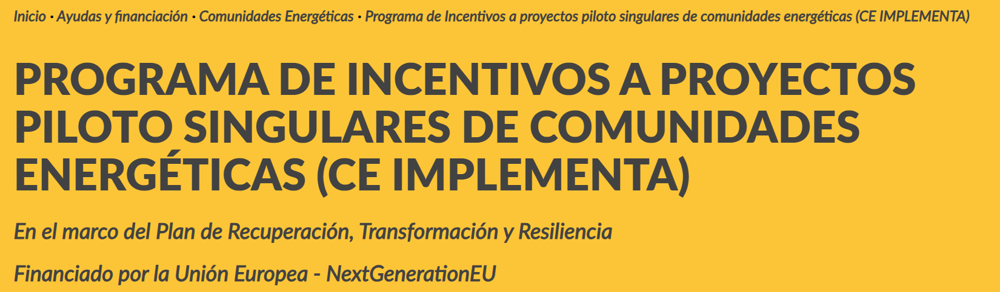 Inicio • Ayudas y financiación • Comunidades Energéticas • Programa de Incentivos a proyectos piloto singulares de comunidades energéticas (CE IMPLEMENTA)
PROGRAMA DE INCENTIVOS A PROYECTOS
PILOTO SINGULARES DE COMUNIDADES
ENERGÉTICAS (CE IMPLEMENTA)
En el marco del Plan de Recuperación, Transformación y Resiliencia
Financiado por la Unión Europea - NextGenerationEU